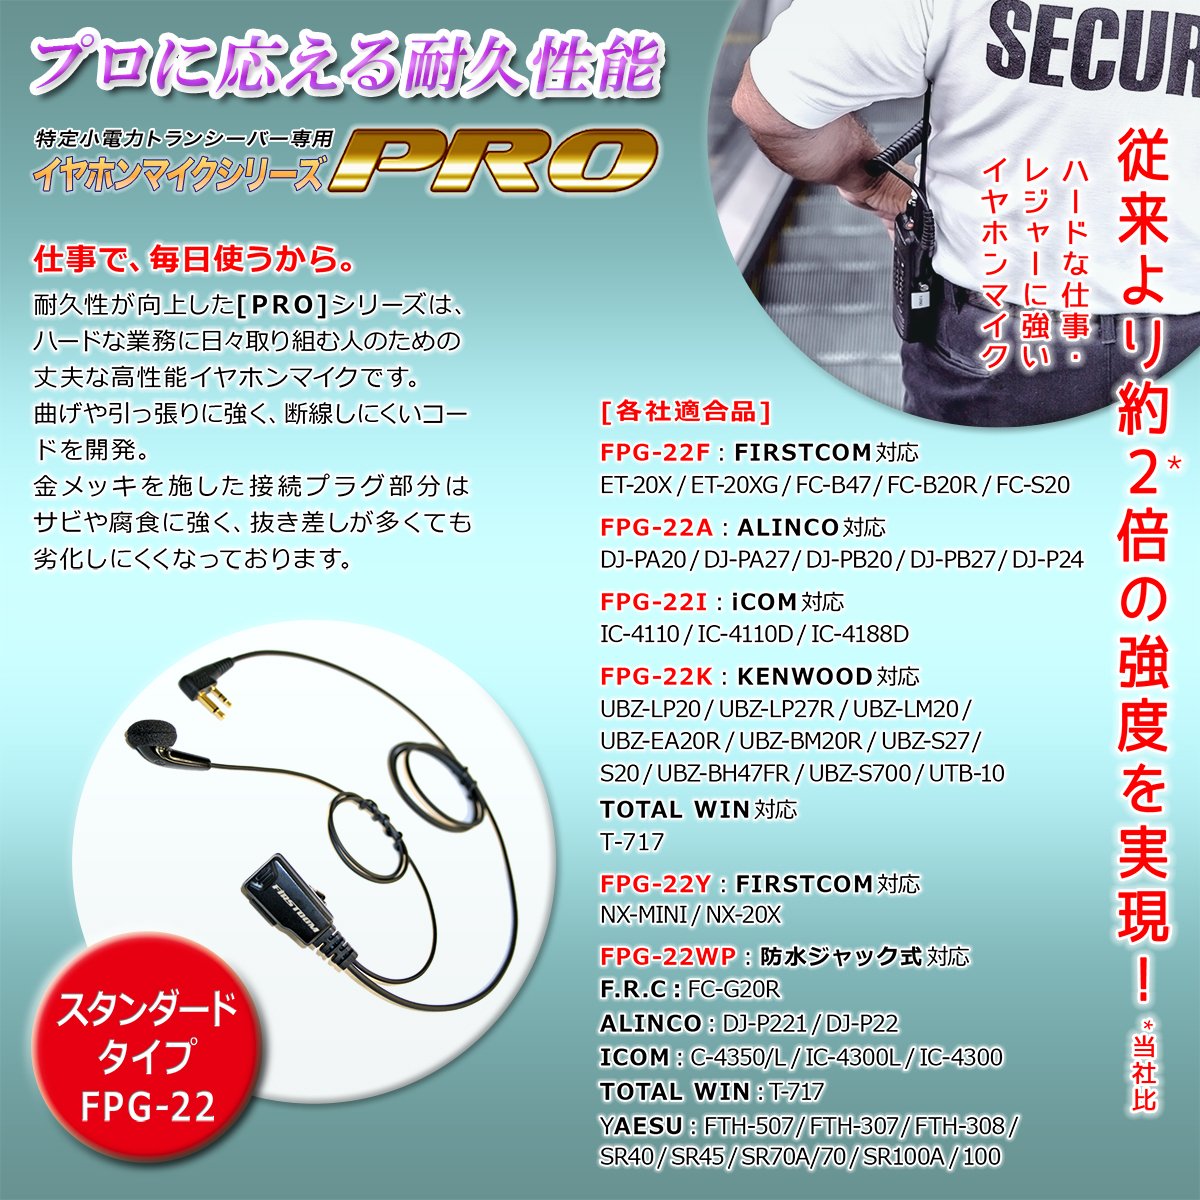 プロに応える耐久性能
特定小電力トランシーバー専用
イヤホンマイクシリーズ PRO
仕事で、毎日使うから。
耐久性が向上した[PRO]シリーズは、
ハードな業務に日々取り組む人のための
丈夫な高性能イヤホンマイクです。
曲げや引っ張りに強く、断線しにくいコー
ドを開発。
金メッキを施した接続プラグ部分は
サビや腐食に強く、抜き差しが多くても
劣化しにくくなっております。
SECUR
従来より約2*倍の強度を実現！
*当社比
ハードな仕事・
レジャーに強い
イヤホンマイク
[各社適合品]
FPG-22F：FIRSTCOM対応
ET-20X / ET-20XG / FC-B47 / FC-B20R / FC-S20
FPG-22A：ALINCO対応
DJ-PA20 / DJ-PA27 / DJ-PB20 / DJ-PB27 / DJ-P24
FPG-22I：iCOM対応
IC-4110 / IC-4110D / IC-4188D
FPG-22K：KENWOOD対応
UBZ-LP20 / UBZ-LP27R / UBZ-LM20 /
UBZ-EA20R / UBZ-BM20R / UBZ-S27 /
S20 / UBZ-BH47FR / UBZ-S700 / UTB-10
TOTAL WIN対応
T-717
FPG-22Y：FIRSTCOM対応
NX-MINI / NX-20X
FPG-22WP：防水ジャック式対応
F.R.C：FC-G20R
ALINCO：DJ-P221 / DJ-P22
ICOM：C-4350/L / IC-4300L / IC-4300
TOTAL WIN：T-717
YAESU：FTH-507 / FTH-307 / FTH-308 /
SR40 / SR45 / SR70A/70 / SR100A / 100
FIRSTCOM
スタンダード
タイプ
FPG-22